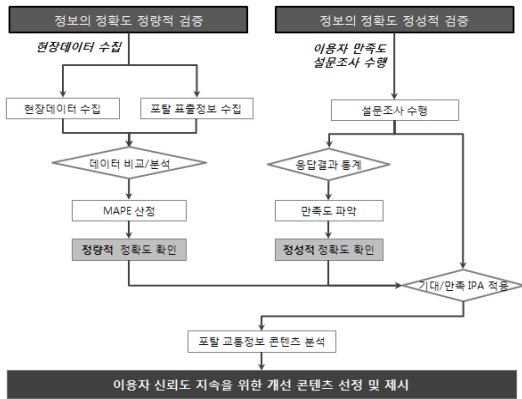 정보의 정확도 정량적 검증
정보의 정확도 정성적 검증
현장데이터 수집
이용자 만족도
설문조사 수행
현장데이터 수집
포탈 표출정보 수집
설문조사 수행
데이터 비교/분석
응답결과 통계
MAPE 산정
만족도 파악
정량적 정확도 확인
정성적 정확도 확인
기대/만족 IPA 적용
포탈 교통정보 콘텐츠 분석
이용자 신뢰도 지속을 위한 개선 콘텐츠 선정 및 제시